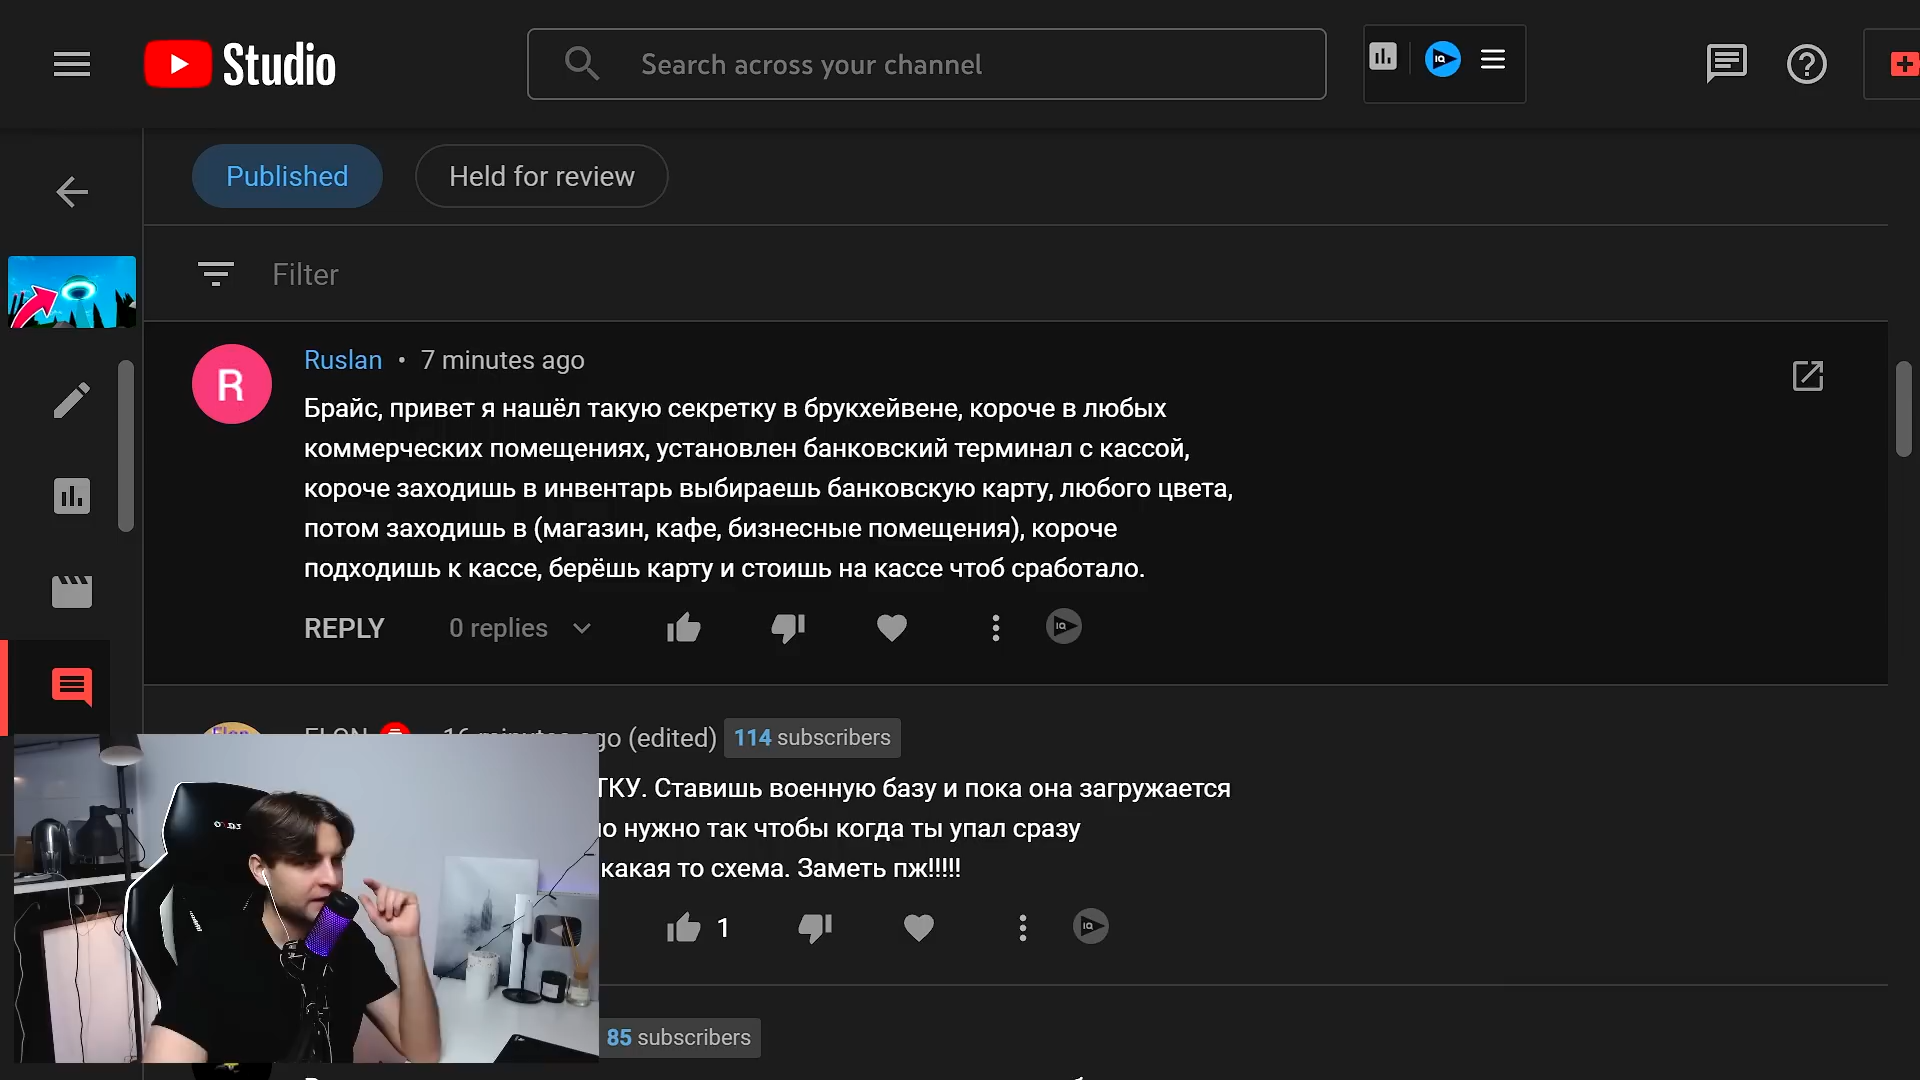 Studio
Search across your channel
Published
Held for review
Filter
R
Ruslan • 7 minutes ago
Брайс, привет я нашёл такую секретку в брукхейвене, короче в любых
коммерческих помещениях, установлен банковский терминал с кассой,
короче заходишь в инвентарь выбираешь банковскую карту, любого цвета,
потом заходишь в (магазин, кафе, бизнесные помещения), короче
подходишь к кассе, берёшь карту и стоишь на кассе чтоб сработало.
REPLY
0 replies
ELON
16 minutes ago (edited)
114 subscribers
ТКУ. Ставишь военную базу и пока она загружается
нужно так чтобы когда ты упал сразу
какая то схема. Заметь пж!!!!!
1
85 subscribers